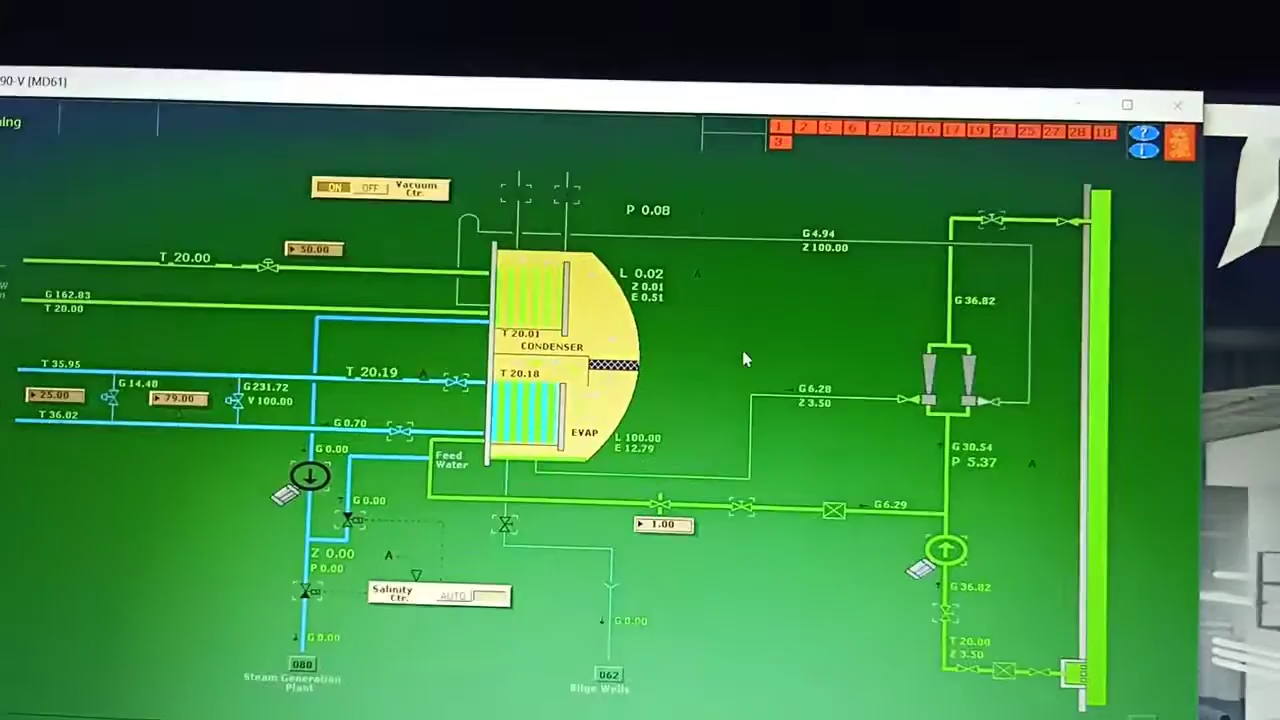 90-V [MD61]
1 2 5 6 7 12 16 17 19 21 25 27 28 18
3
?
i
ON OFF Vacuum
Ctr.
P 0.08
G 4.94
Z 100.00
50.00
T 20.00
L 0.02 A
Z 0.01
E 0.51
G 162.83
T 20.00
G 36.82
T 20.01
CONDENSER
T 35.95
T 20.19 A
T 20.18
G 14.48
G 231.72
V 100.00
25.00
79.00
G 6.28
Z 3.50
T 36.02
G 0.70
EVAP
L 100.00
E 12.79
G 0.00
Feed
Water
G 30.54
P 5.37 A
G 0.00
G 6.29
1.00
Z 0.00 A
P 0.00
Salinity
Ctr. AUTO
G 36.82
G 0.00
G 0.00
T 20.00
Z 3.50
080
Steam Generation
Plant
062
Bilge Wells